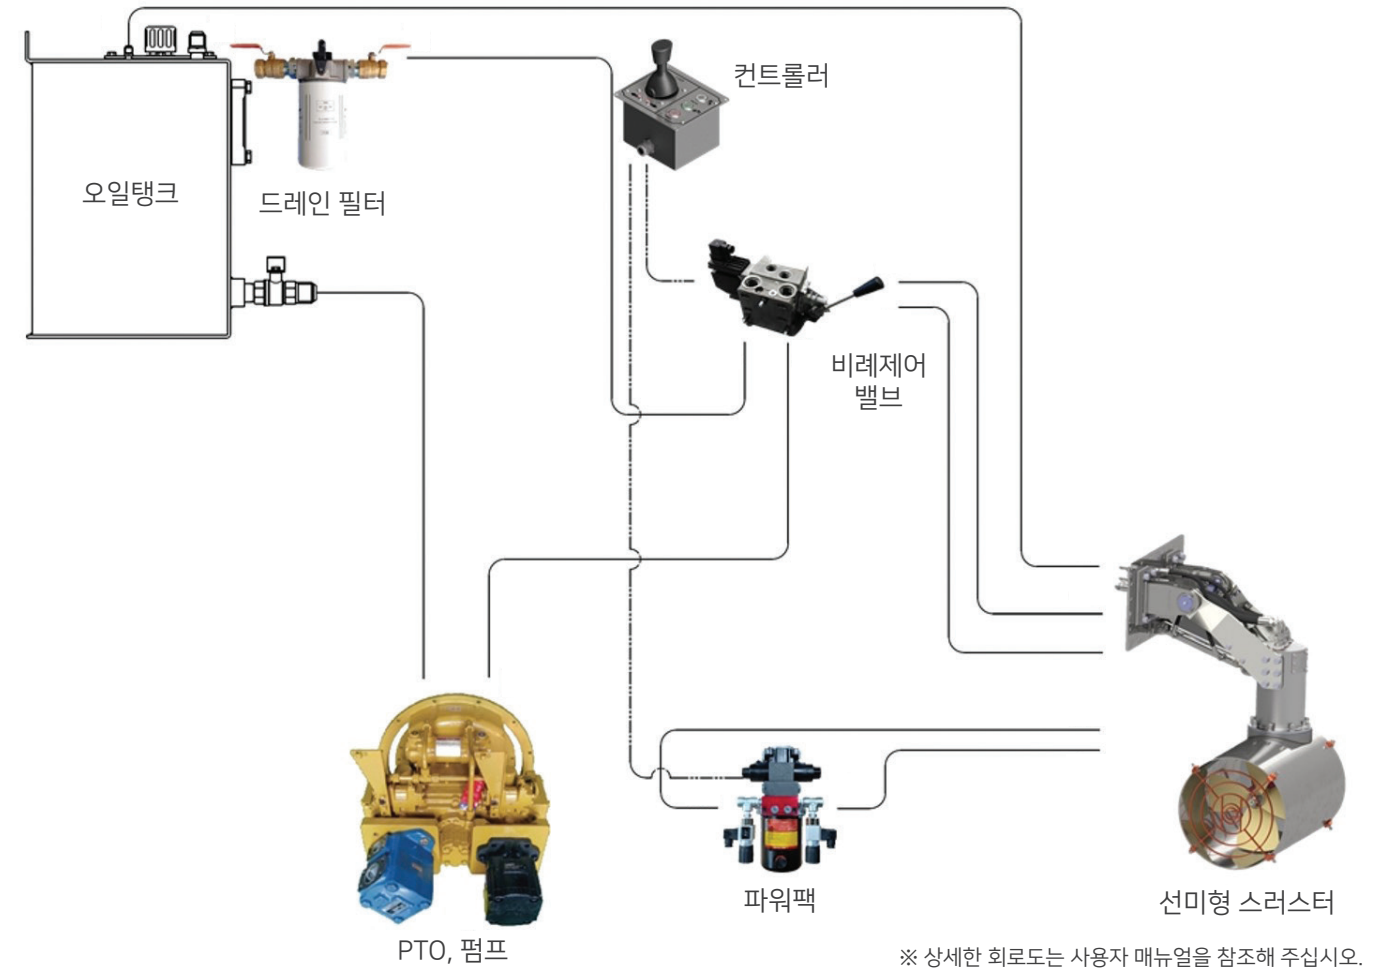 컨트롤러
오일탱크
드레인 필터
비례제어
밸브
파워팩
선미형 스러스터
PTO, 펌프
※ 상세한 회로도는 사용자 매뉴얼을 참조해 주십시오.